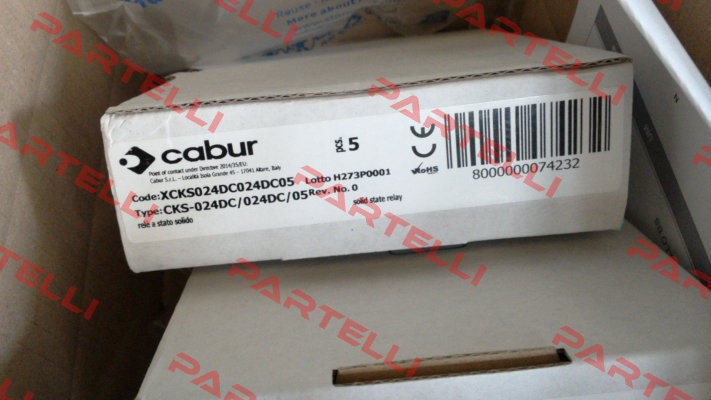 cabur
Point of contact under Directive 2014/35/EU:
Cabur S.r.L. - Località Isola Grande 45 - 17041 Altare, Italy
pcs. 5
CE
RoHS
8000000074232
Code: XCKS024DC024DC05 Lotto H273P0001
Type: CKS-024DC/024DC/05 Rev. No. 0
relè a stato solido
solid state relay
PARTELLI
PARTELLI
PARTELLI
PARTELLI
PARTELLI
PARTELLI
PARTELLI